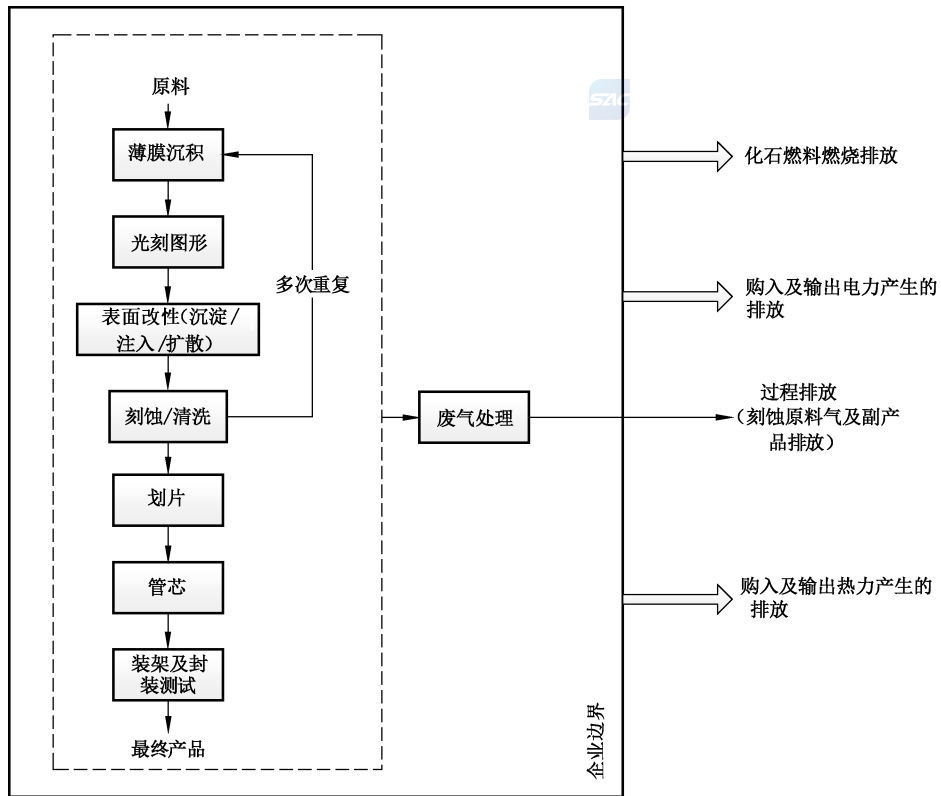 原料
薄膜沉积
光刻图形
多次重复
表面改性(沉淀/
注入/扩散)
刻蚀/清洗
划片
管芯
装架及封
装测试
最终产品
废气处理
企业边界
SAC
化石燃料燃烧排放
购入及输出电力产生的
排放
过程排放
(刻蚀原料气及副产
品排放)
购入及输出热力产生的
排放